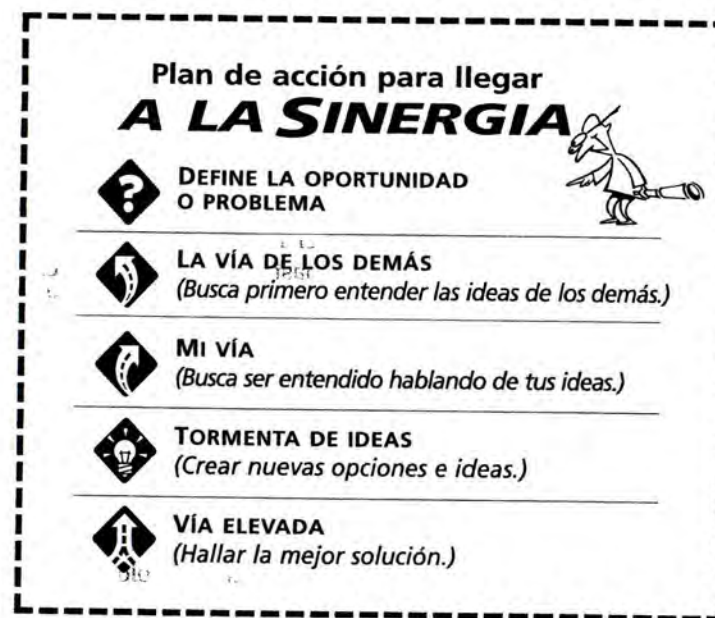 Plan de acción para llegar
A LA SINERGIA
?
DEFINE LA OPORTUNIDAD
O PROBLEMA
LA VÍA DE LOS DEMÁS
(Busca primero entender las ideas de los demás.)
MI VÍA
(Busca ser entendido hablando de tus ideas.)
TORMENTA DE IDEAS
(Crear nuevas opciones e ideas.)
VÍA ELEVADA
(Hallar la mejor solución.)